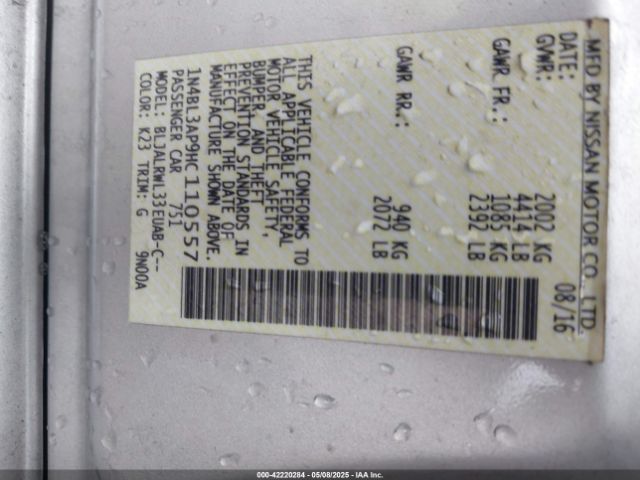 MFD BY NISSAN MOTOR CO., LTD.
DATE: 08/16
GVWR: 2002 KG
4414 LB
GAWR FR.: 1085 KG
2392 LB
GAWR RR.: 940 KG
2072 LB
THIS VEHICLE CONFORMS TO
ALL APPLICABLE FEDERAL
MOTOR VEHICLE SAFETY,
BUMPER, AND THEFT
PREVENTION STANDARDS IN
EFFECT ON THE DATE OF
MANUFACTURE SHOWN ABOVE.
1N4BL3AP9HC110557
PASSENGER CAR 751
MODEL: BLJALRWL33EUAB-C--
COLOR: K23 TRIM: G 9N00A
000-42220284 - 05/08/2025 - IAA Inc.